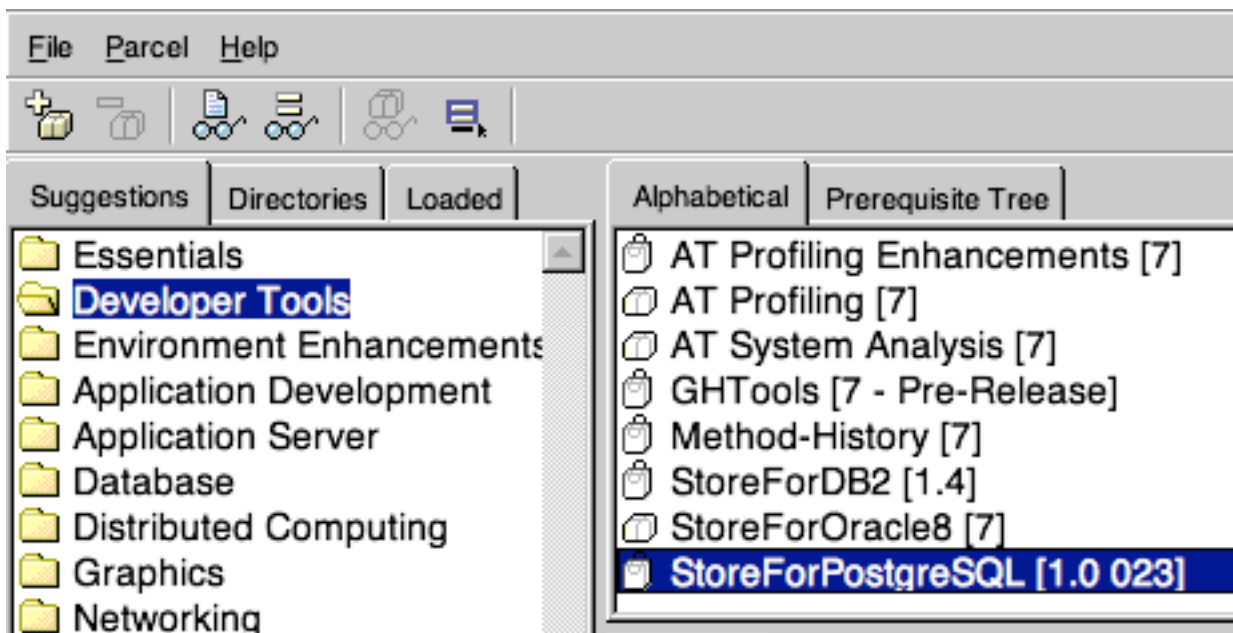 File Parcel Help
Suggestions Directories Loaded
Essentials
Developer Tools
Environment Enhancements
Application Development
Application Server
Database
Distributed Computing
Graphics
Networking
Alphabetical Prerequisite Tree
AT Profiling Enhancements [7]
AT Profiling [7]
AT System Analysis [7]
GHTools [7 - Pre-Release]
Method-History [7]
StoreForDB2 [1.4]
StoreForOracle8 [7]
StoreForPostgreSQL [1.0 023]